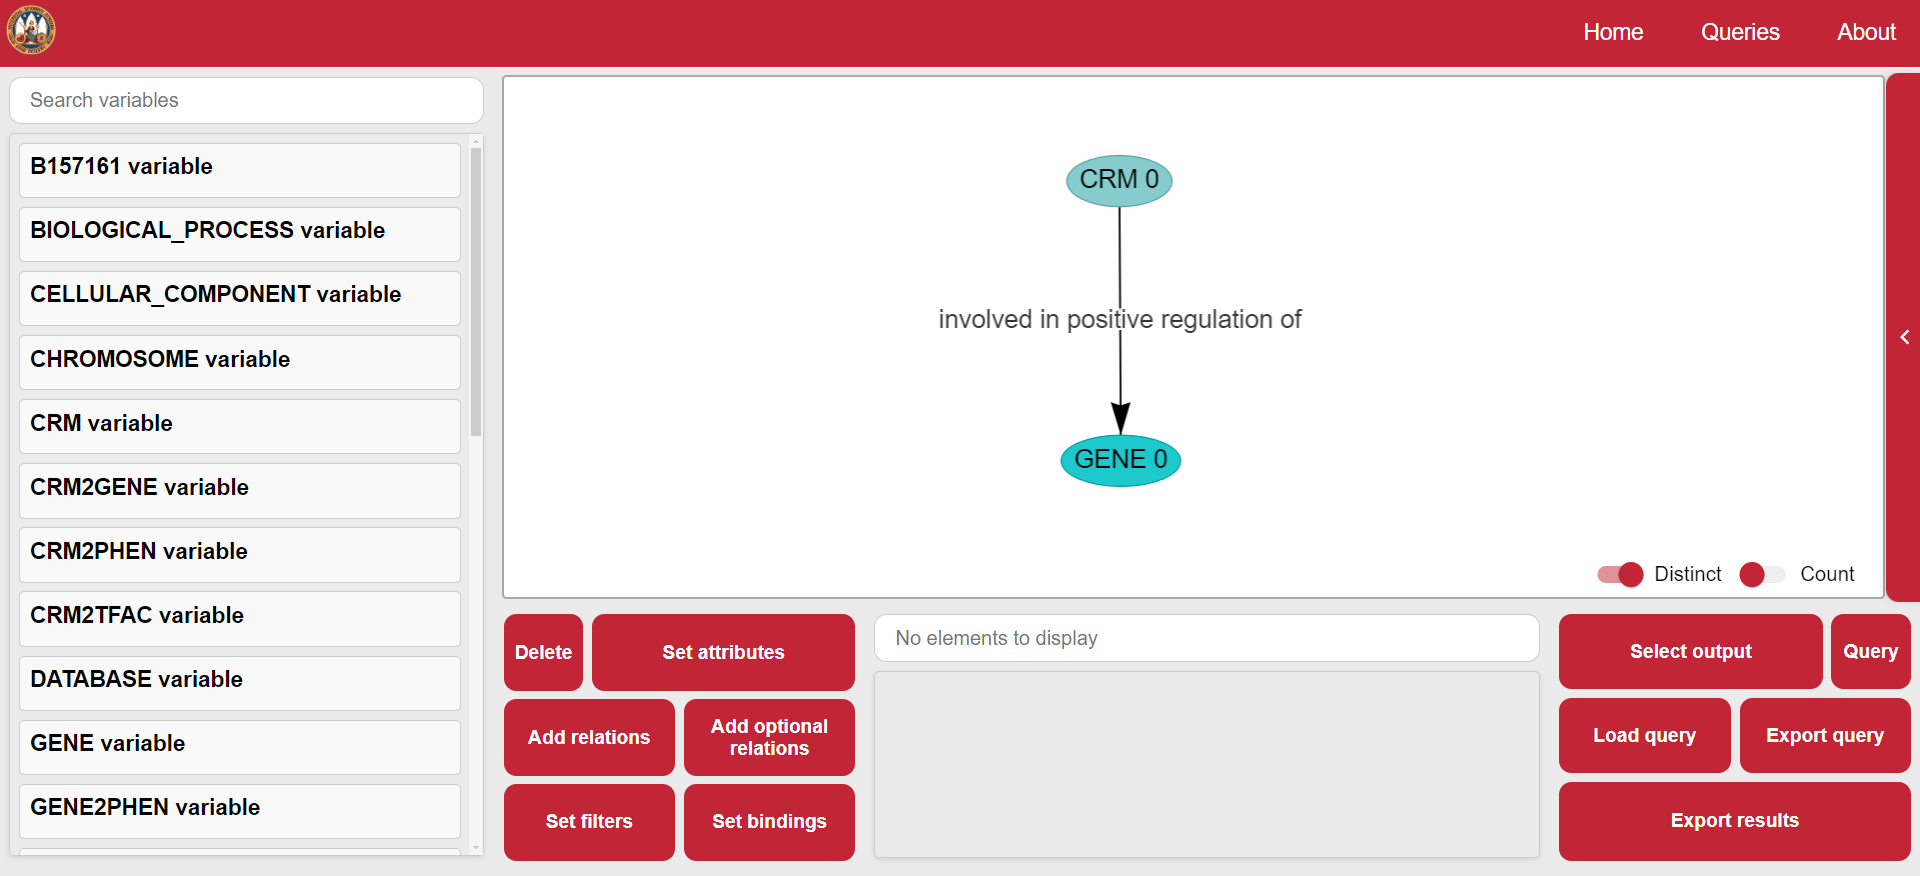 Home
Queries
About
Search variables
B157161 variable
BIOLOGICAL_PROCESS variable
CELLULAR_COMPONENT variable
CHROMOSOME variable
CRM variable
CRM2GENE variable
CRM2PHEN variable
CRM2TFAC variable
DATABASE variable
GENE variable
GENE2PHEN variable
CRM 0
involved in positive regulation of
GENE 0
Distinct
Count
Delete
Set attributes
Add relations
Add optional
relations
Set filters
Set bindings
No elements to display
Select output
Query
Load query
Export query
Export results